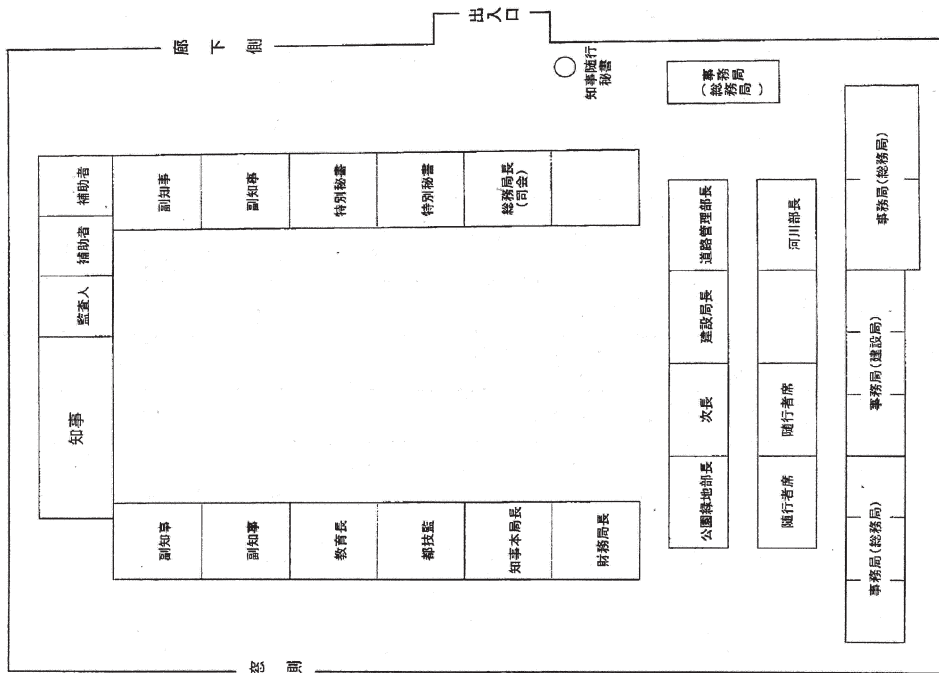 出入口
廊下側
知事随行
秘書
事務局
(総務局)
補助者
補助者
監査人
知事
副知事
副知事
特別秘書
特別秘書
総務局長
(司会)
副知事
副知事
教育長
都技監
知事本局長
財務局長
道路管理部長
建設局長
次長
公園緑地部長
河川部長
随行者席
随行者席
事務局(総務局)
事務局(建設局)
事務局(総務局)
窓側